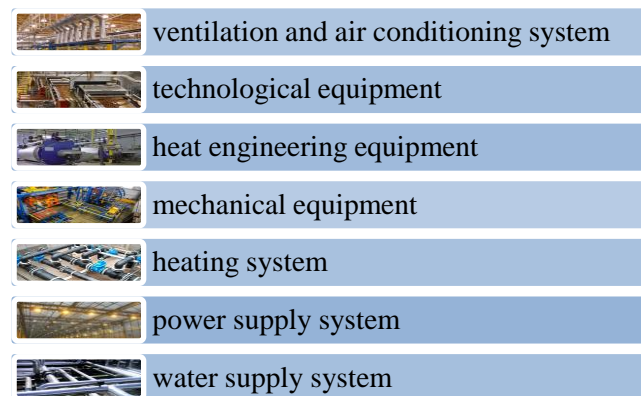 ventilation and air conditioning system
technological equipment
heat engineering equipment
mechanical equipment
heating system
power supply system
water supply system